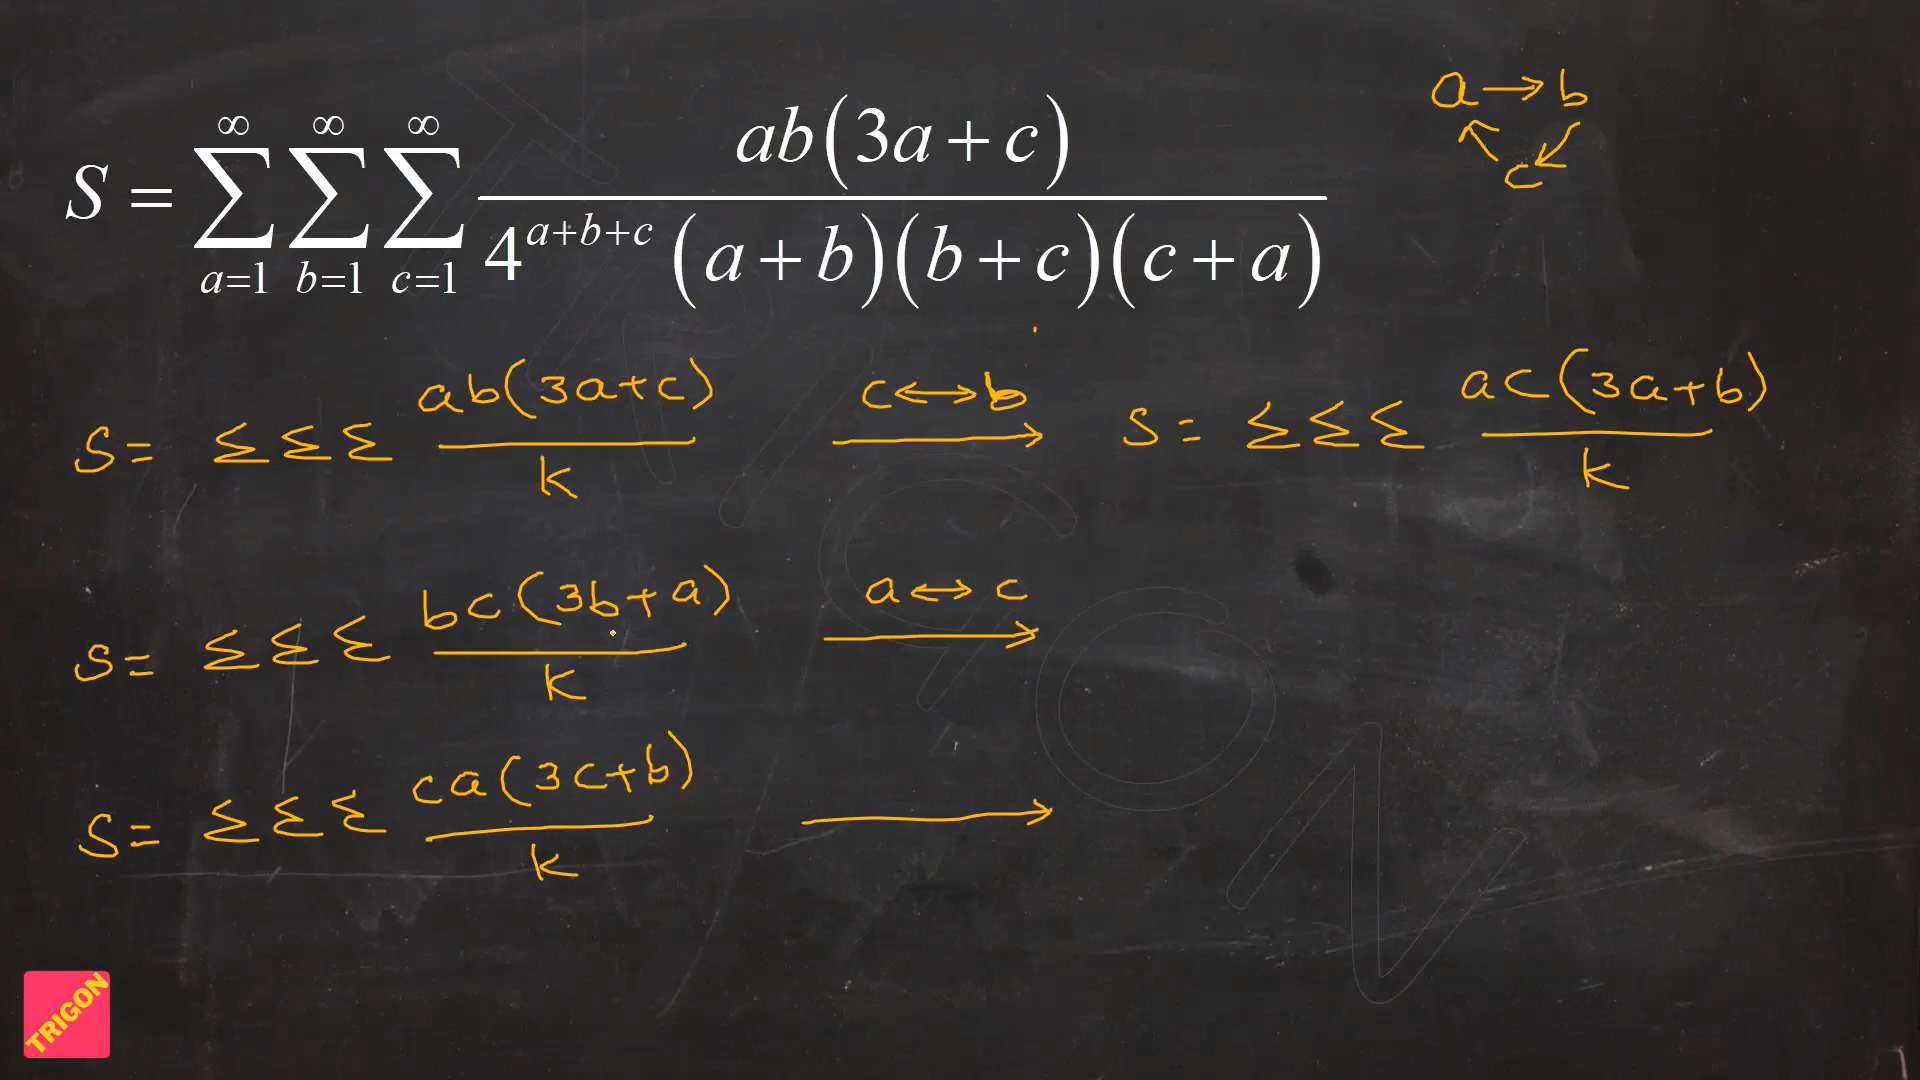 S = ∞∑a=1 ∞∑b=1 ∞∑c=1 ab(3a+c) / 4^{a+b+c} (a+b)(b+c)(c+a)
a → b
c
S = ∑∑∑ ab(3a+c) / k c↔b → S = ∑∑∑ ac(3a+b) / k
S = ∑∑∑ bc(3b+a) / k a↔c →
S = ∑∑∑ ca(3c+b) / k →
TRIGON